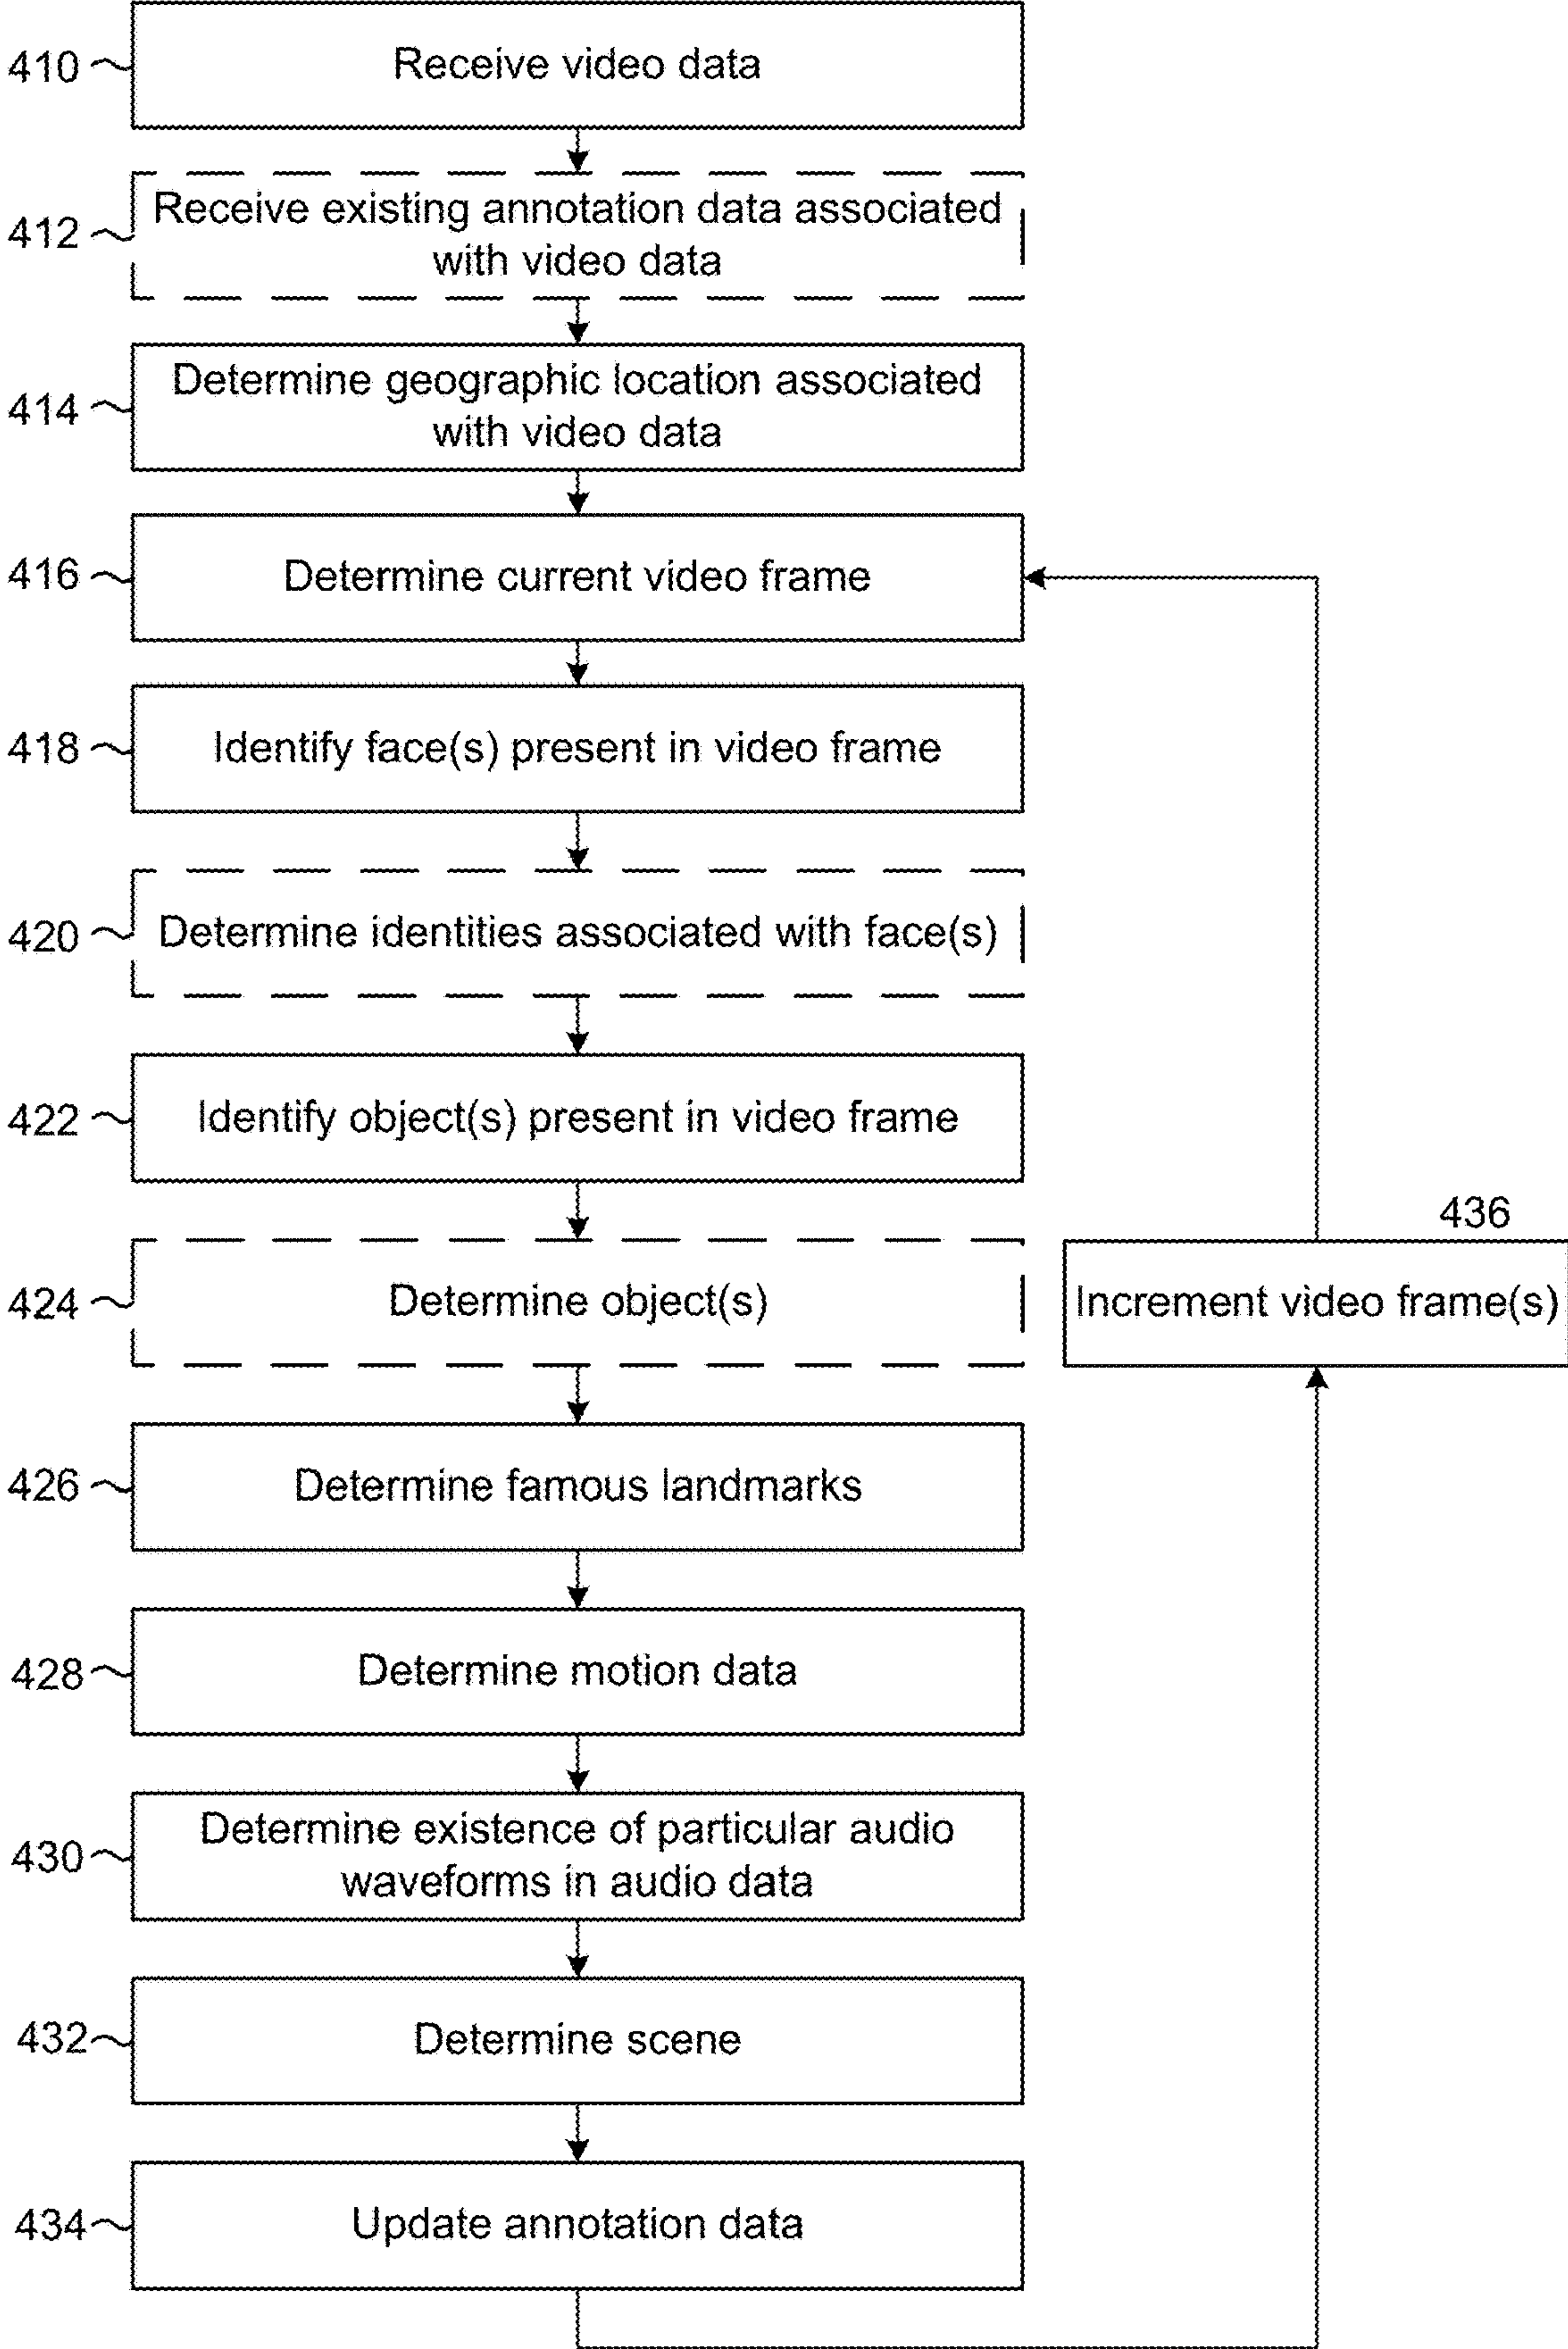 410
Receive video data
412
Receive existing annotation data associated
with video data
414
Determine geographic location associated
with video data
416
Determine current video frame
418
Identify face(s) present in video frame
420
Determine identities associated with face(s)
422
Identify object(s) present in video frame
424
Determine object(s)
436
Increment video frame(s)
426
Determine famous landmarks
428
Determine motion data
430
Determine existence of particular audio
waveforms in audio data
432
Determine scene
434
Update annotation data